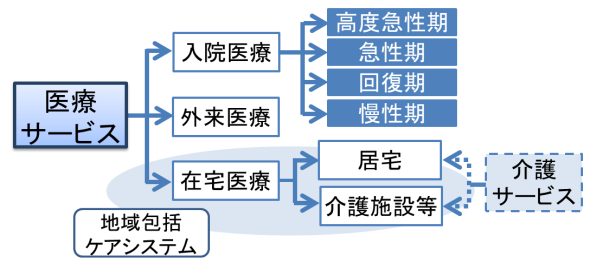 医療
サービス
入院医療
高度急性期
急性期
回復期
慢性期
外来医療
在宅医療
居宅
介護施設等
介護
サービス
地域包括
ケアシステム